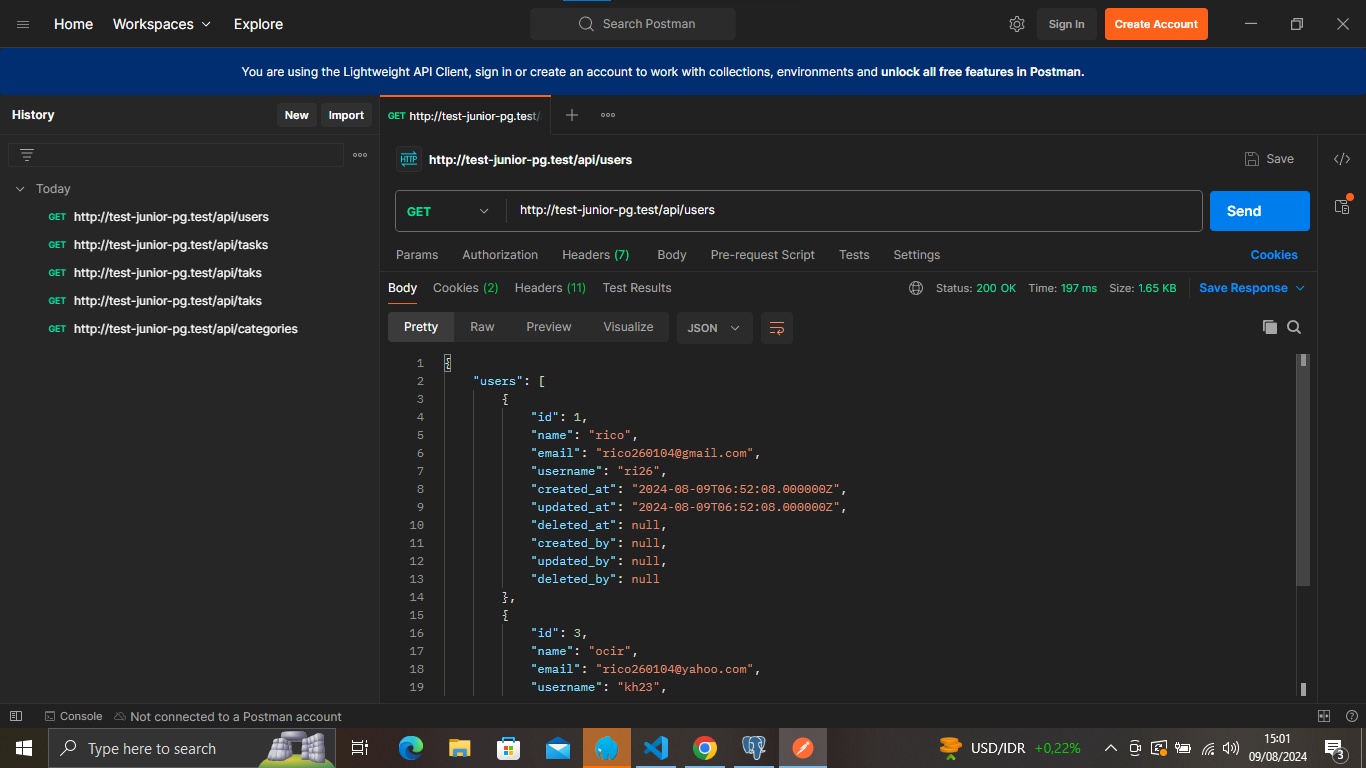 Home Workspaces Explore Search Postman Sign In Create Account
You are using the Lightweight API Client, sign in or create an account to work with collections, environments and unlock all free features in Postman.
History New Import GET http://test-junior-pg.test/
HTTP http://test-junior-pg.test/api/users Save
Today
GET http://test-junior-pg.test/api/users
GET http://test-junior-pg.test/api/tasks
GET http://test-junior-pg.test/api/taks
GET http://test-junior-pg.test/api/taks
GET http://test-junior-pg.test/api/categories
GET http://test-junior-pg.test/api/users Send
Params Authorization Headers (7) Body Pre-request Script Tests Settings Cookies
Body Cookies (2) Headers (11) Test Results Status: 200 OK Time: 197 ms Size: 1.65 KB Save Response
Pretty Raw Preview Visualize JSON
1 {
2 "users": [
3 {
4 "id": 1,
5 "name": "rico",
6 "email": "rico260104@gmail.com",
7 "username": "ri26",
8 "created_at": "2024-08-09T06:52:08.000000Z",
9 "updated_at": "2024-08-09T06:52:08.000000Z",
10 "deleted_at": null,
11 "created_by": null,
12 "updated_by": null,
13 "deleted_by": null
14 },
15 {
16 "id": 3,
17 "name": "ocir",
18 "email": "rico260104@yahoo.com",
19 "username": "kh23",
Console Not connected to a Postman account
Type here to search USD/IDR +0,22% 15:01
09/08/2024 3